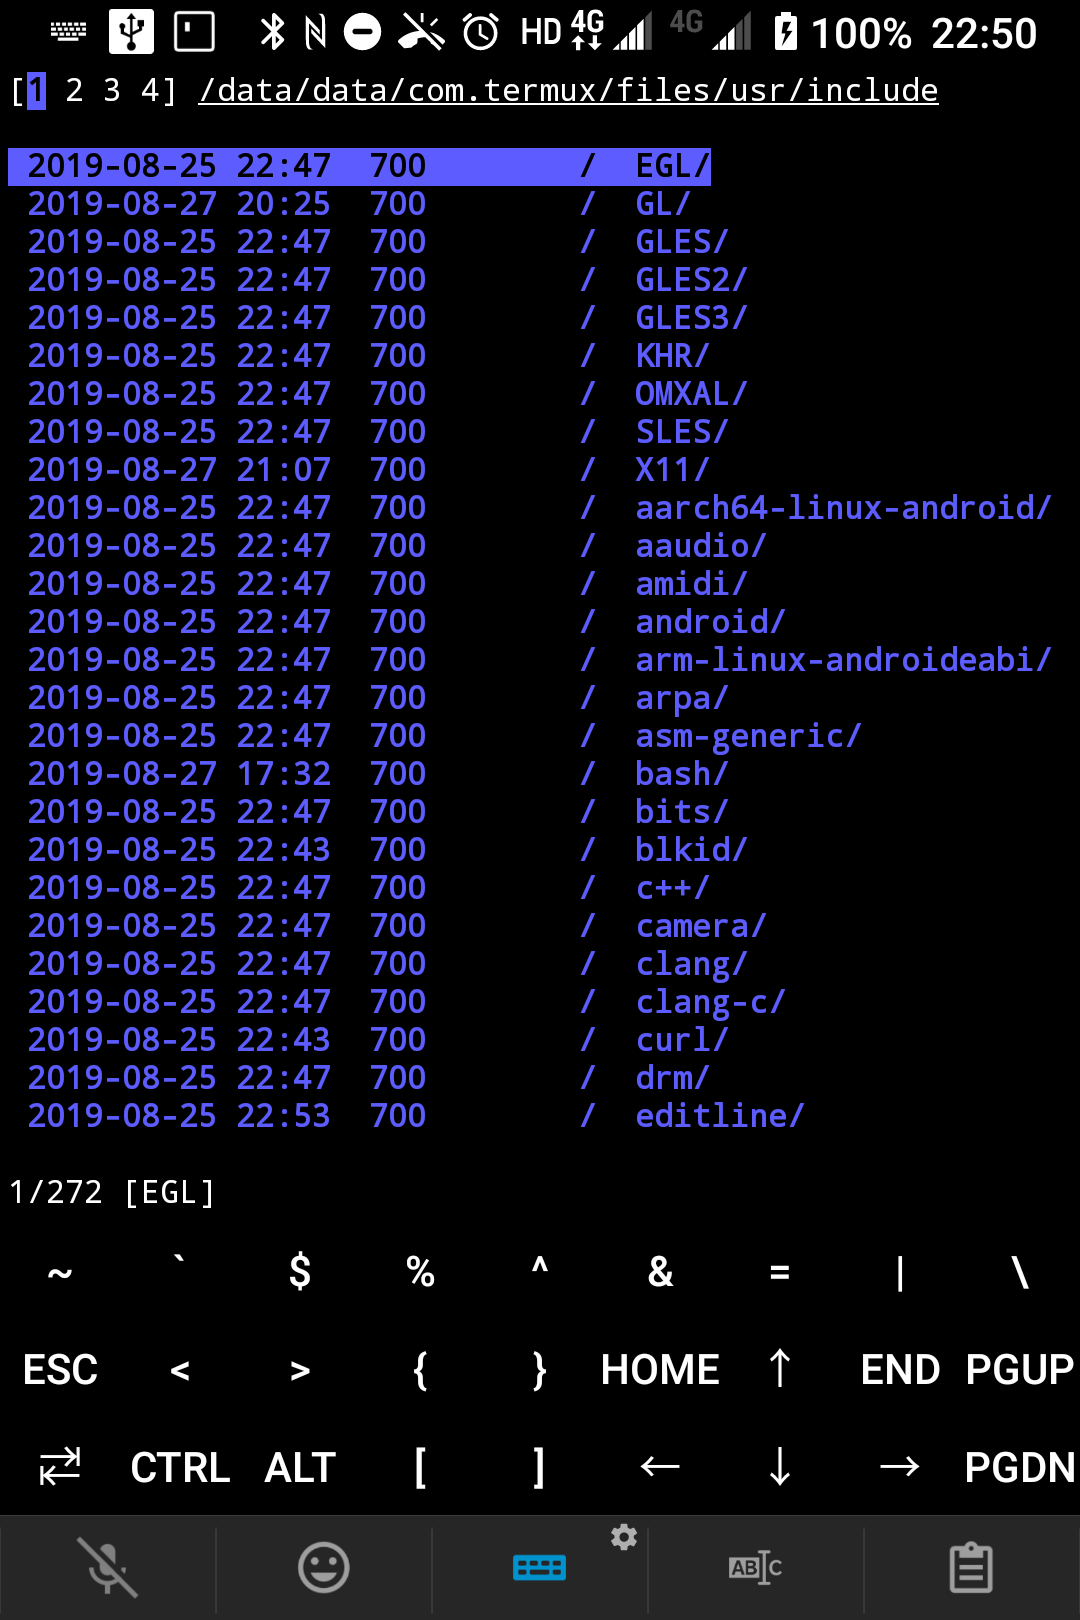 HD 4G 4G 100% 22:50
[1 2 3 4] /data/data/com.termux/files/usr/include
2019-08-25 22:47 700 / EGL/
2019-08-27 20:25 700 / GL/
2019-08-25 22:47 700 / GLES/
2019-08-25 22:47 700 / GLES2/
2019-08-25 22:47 700 / GLES3/
2019-08-25 22:47 700 / KHR/
2019-08-25 22:47 700 / OMXAL/
2019-08-25 22:47 700 / SLES/
2019-08-27 21:07 700 / X11/
2019-08-25 22:47 700 / aarch64-linux-android/
2019-08-25 22:47 700 / aaudio/
2019-08-25 22:47 700 / amidi/
2019-08-25 22:47 700 / android/
2019-08-25 22:47 700 / arm-linux-androideabi/
2019-08-25 22:47 700 / arpa/
2019-08-25 22:47 700 / asm-generic/
2019-08-27 17:32 700 / bash/
2019-08-25 22:47 700 / bits/
2019-08-25 22:43 700 / blkid/
2019-08-25 22:47 700 / c++/
2019-08-25 22:47 700 / camera/
2019-08-25 22:47 700 / clang/
2019-08-25 22:47 700 / clang-c/
2019-08-25 22:43 700 / curl/
2019-08-25 22:47 700 / drm/
2019-08-25 22:53 700 / editline/
1/272 [EGL]
~ ` $ % ^ & = | \
ESC < > { } HOME ↑ END PGUP
⇄ CTRL ALT [ ] ← ↓ → PGDN
ABC